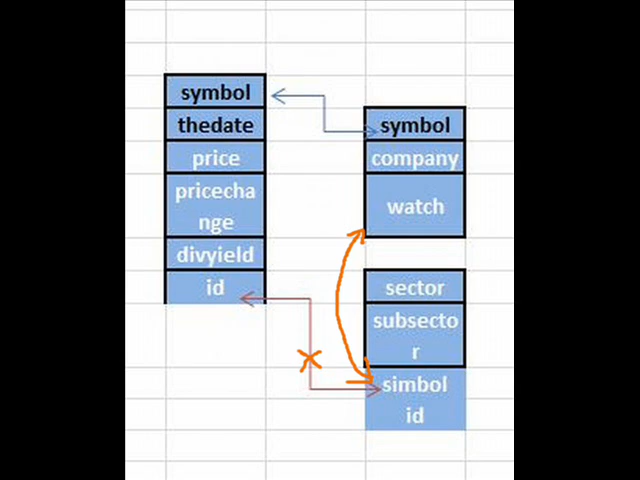 symbol
thedate
price
pricecha
nge
divyield
id
symbol
company
watch
sector
subsecto
r
simbol
id